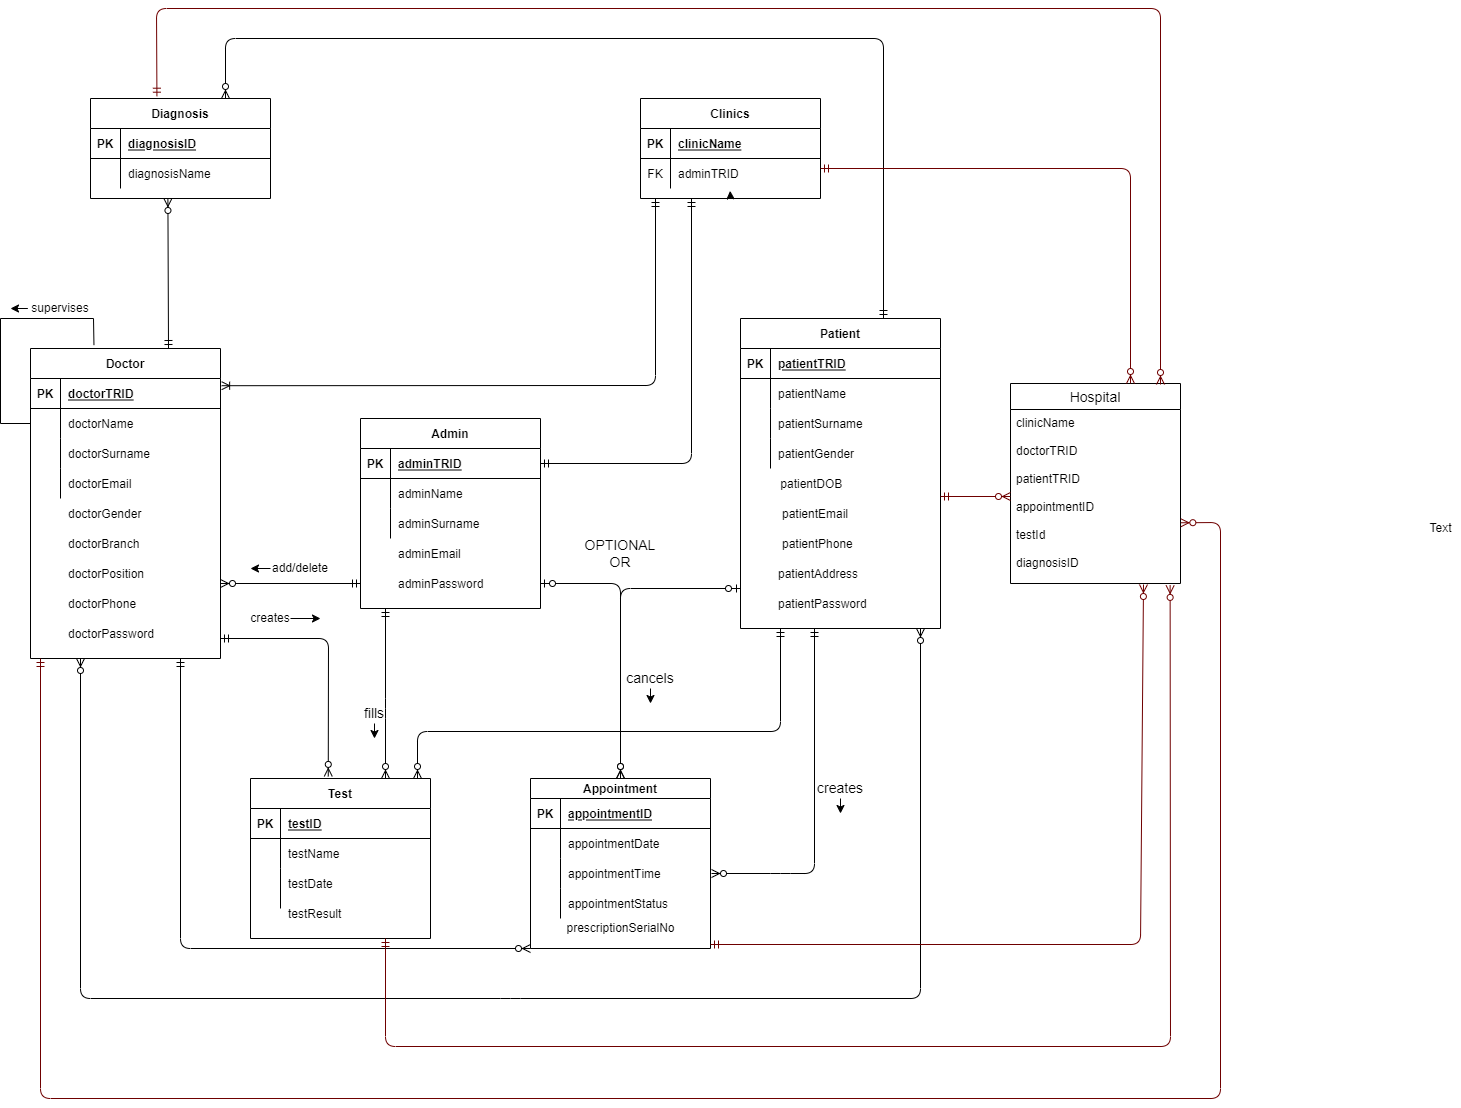 Diagnosis
PK diagnosisID
diagnosisName
Clinics
PK clinicName
FK adminTRID
supervises
Doctor
PK doctorTRID
doctorName
doctorSurname
doctorEmail
doctorGender
doctorBranch
doctorPosition
doctorPhone
doctorPassword
Admin
PK adminTRID
adminName
adminSurname
adminEmail
adminPassword
Patient
PK patientTRID
patientName
patientSurname
patientGender
patientDOB
patientEmail
patientPhone
patientAddress
patientPassword
Hospital
clinicName
doctorTRID
patientTRID
appointmentID
testId
diagnosisID
Text
OPTIONAL
OR
add/delete
creates
cancels
fills
creates
Test
PK testID
testName
testDate
testResult
Appointment
PK appointmentID
appointmentDate
appointmentTime
appointmentStatus
prescriptionSerialNo